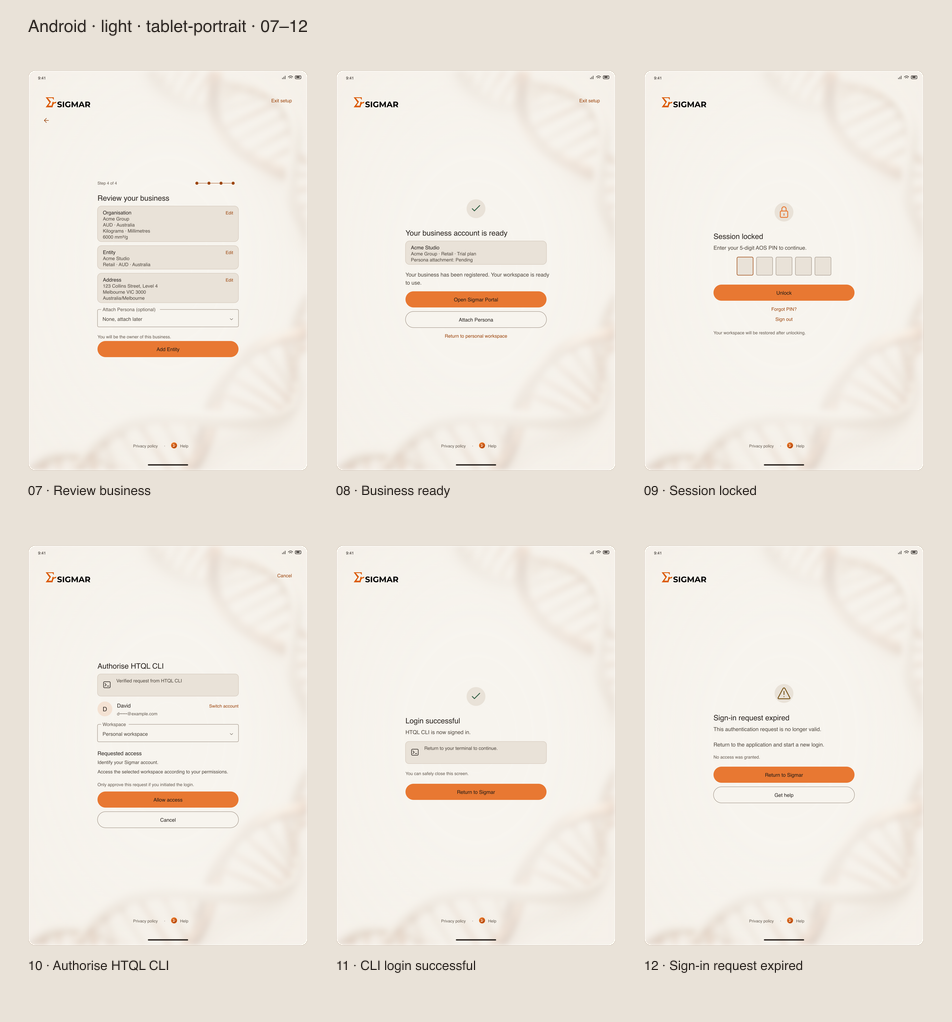 Android · light · tablet-portrait · 07–12
9:41
SIGMAR
Exit setup
Step 4 of 4
Review your business
Organisation
Edit
Acme Group
AUD · Australia
Kilograms · Millimetres
Entity
Edit
Acme Studio
Retail · AUD · Australia
Address
Edit
123 Collins Street, Level 4
Melbourne VIC 3000
Australia/Melbourne
Attach Persona (optional)
None, attach later
You will be the owner of this business.
Add Entity
Privacy policy · Help
07 · Review business
9:41
SIGMAR
Exit setup
Your business account is ready
Acme Studio
Acme Group · Retail · Trial plan
Persona attachment: Pending
Your business has been registered. Your workspace is ready
to use.
Open Sigmar Portal
Attach Persona
Return to personal workspace
Privacy policy · Help
08 · Business ready
9:41
SIGMAR
Session locked
Enter your 5-digit AOS PIN to continue.
Unlock
Forgot PIN?
Sign out
Your workspace will be restored after unlocking.
Privacy policy · Help
09 · Session locked
9:41
SIGMAR
Cancel
Authorise HTQL CLI
Verified request from HTQL CLI
D
David
Switch account
Workspace
Personal workspace
Requested access
Identify your Sigmar account.
Access the selected workspace according to your permissions.
Only approve this request if you initiated the login.
Allow access
Cancel
Privacy policy · Help
10 · Authorise HTQL CLI
9:41
SIGMAR
Login successful
HTQL CLI is now signed in.
Return to your terminal to continue.
You can safely close this screen.
Return to Sigmar
Privacy policy · Help
11 · CLI login successful
9:41
SIGMAR
Sign-in request expired
This authentication request is no longer valid.
Return to the application and start a new login.
No access was granted.
Return to Sigmar
Get help
Privacy policy · Help
12 · Sign-in request expired